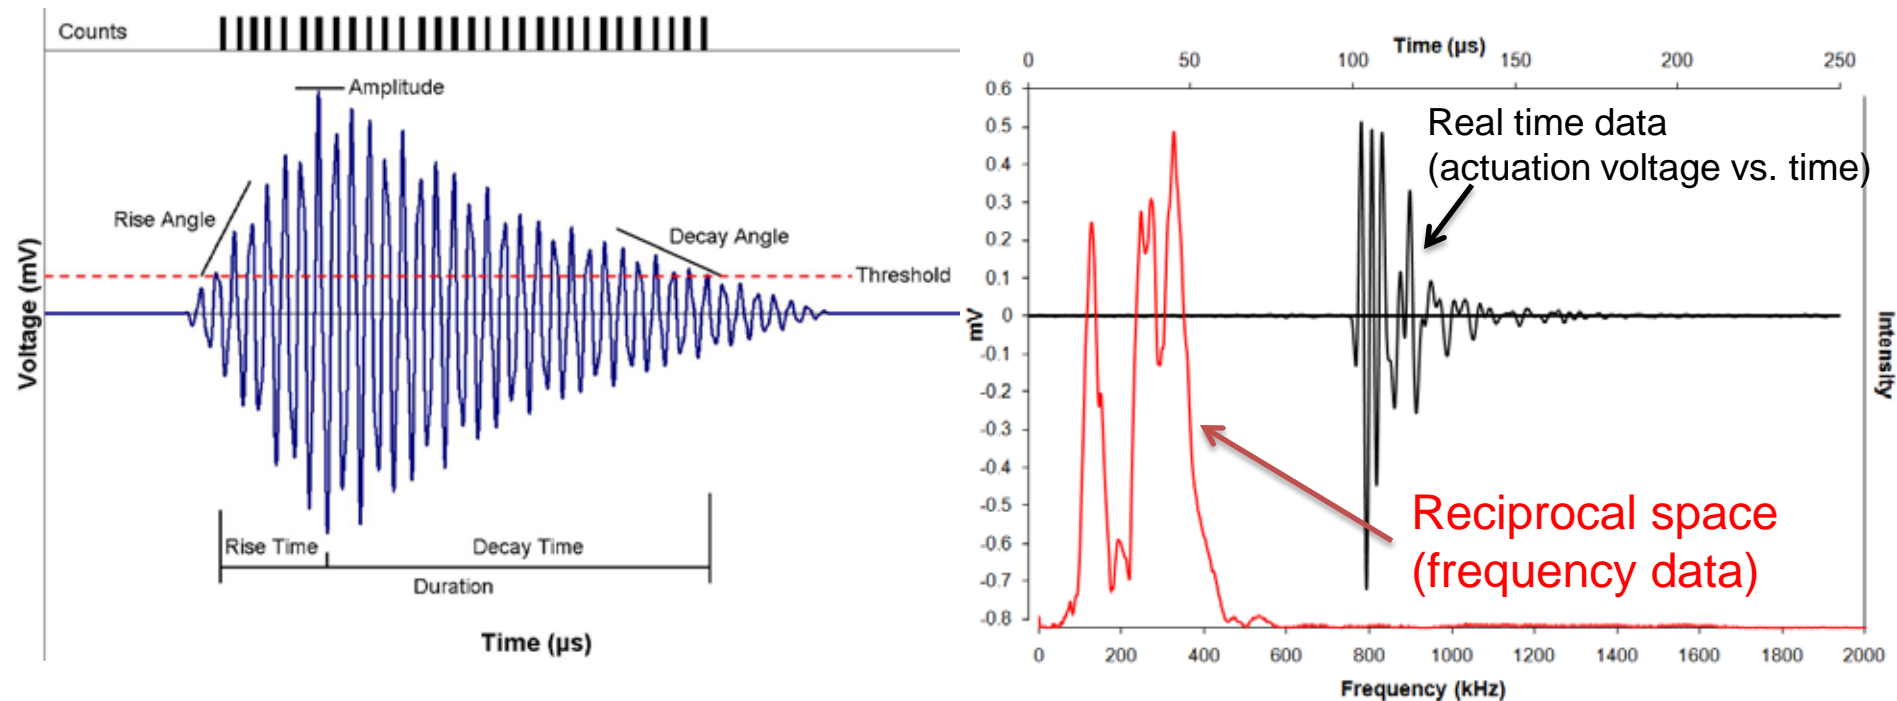 Counts
Amplitude
Rise Angle
Decay Angle
Threshold
Voltage (mV)
Rise Time
Decay Time
Duration
Time (µs)
Time (µs)
0 50 100 150 200 250
0.6
0.5
0.4
0.3
0.2
0.1
0
-0.1
-0.2
-0.3
-0.4
-0.5
-0.6
-0.7
-0.8
mV
Real time data
(actuation voltage vs. time)
Reciprocal space
(frequency data)
Intensity
0 200 400 600 800 1000 1200 1400 1600 1800 2000
Frequency (kHz)